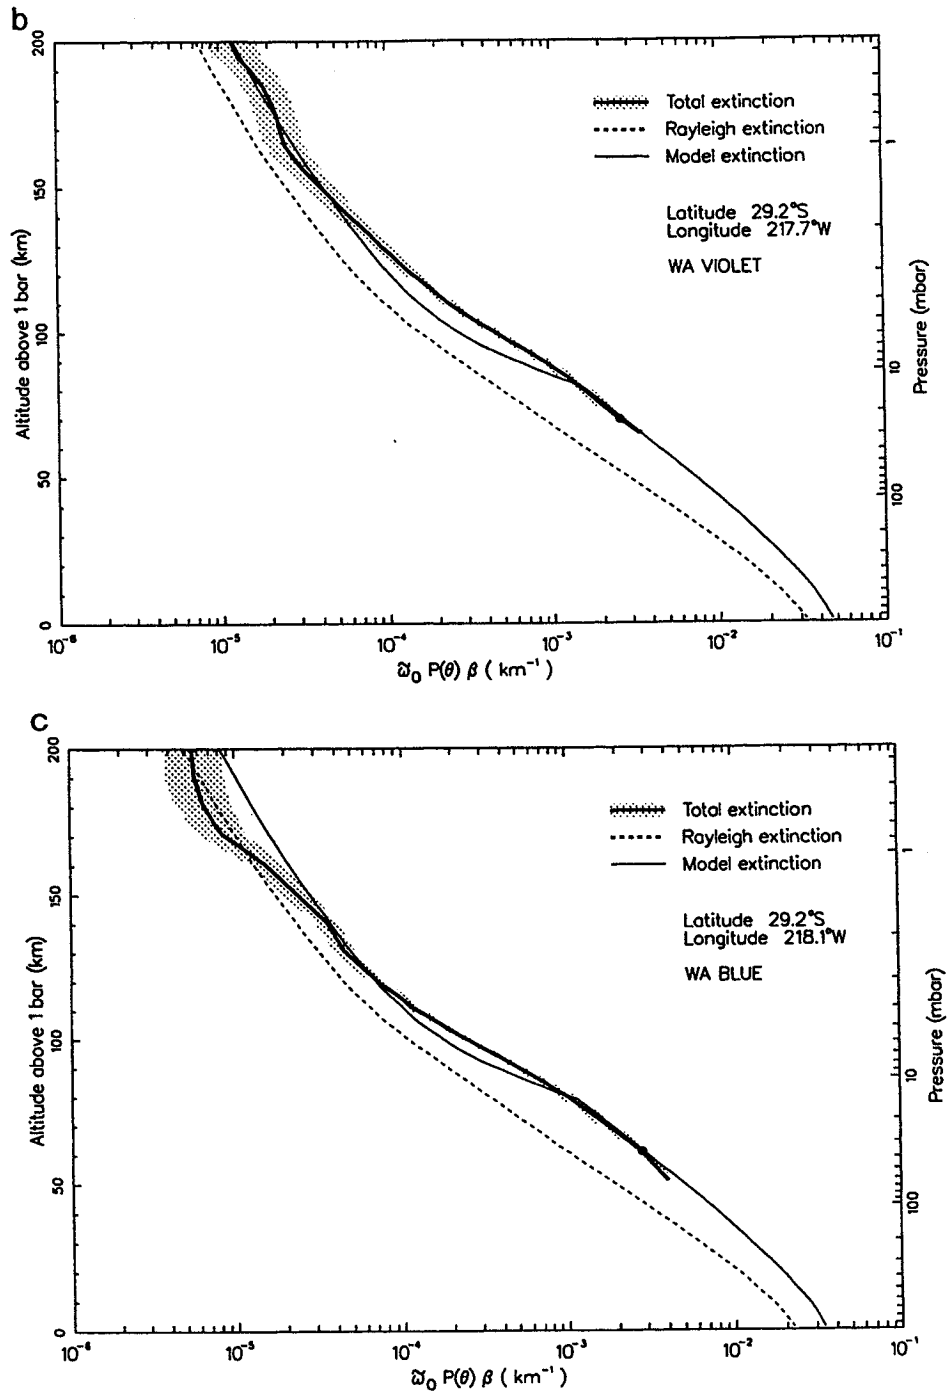 b
Total extinction
Rayleigh extinction
Model extinction
Latitude 29.2°S
Longitude 217.7°W
WA VIOLET
Altitude above 1 bar (km)
200
150
100
50
0
Pressure (mbar)
1
10
100
10⁻⁶ 10⁻⁵ 10⁻⁴ 10⁻³ 10⁻² 10⁻¹
ϖ̃₀ P(θ) β ( km⁻¹ )
c
Total extinction
Rayleigh extinction
Model extinction
Latitude 29.2°S
Longitude 218.1°W
WA BLUE
Altitude above 1 bar (km)
200
150
100
50
0
Pressure (mbar)
1
10
100
10⁻⁶ 10⁻⁵ 10⁻⁴ 10⁻³ 10⁻² 10⁻¹
ϖ̃₀ P(θ) β ( km⁻¹ )